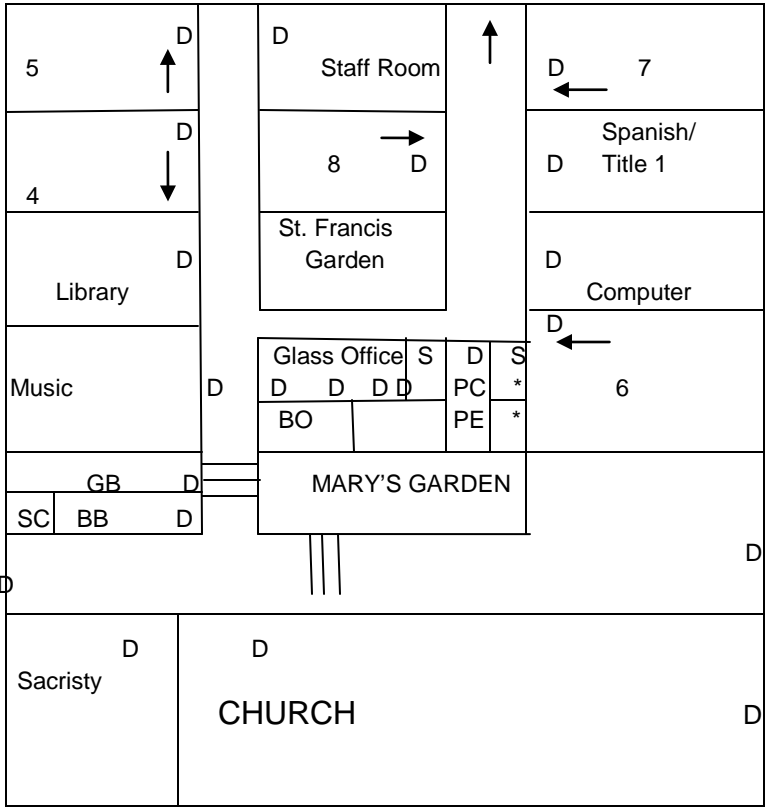 D D
5 Staff Room D 7
D Spanish/
8 D D Title 1
4
St. Francis
D Garden D
Library Computer
D
Glass Office S D S
Music D D D D D PC * 6
BO PE *
GB D MARY'S GARDEN
SC BB D
D
D
D D
Sacristy
CHURCH D